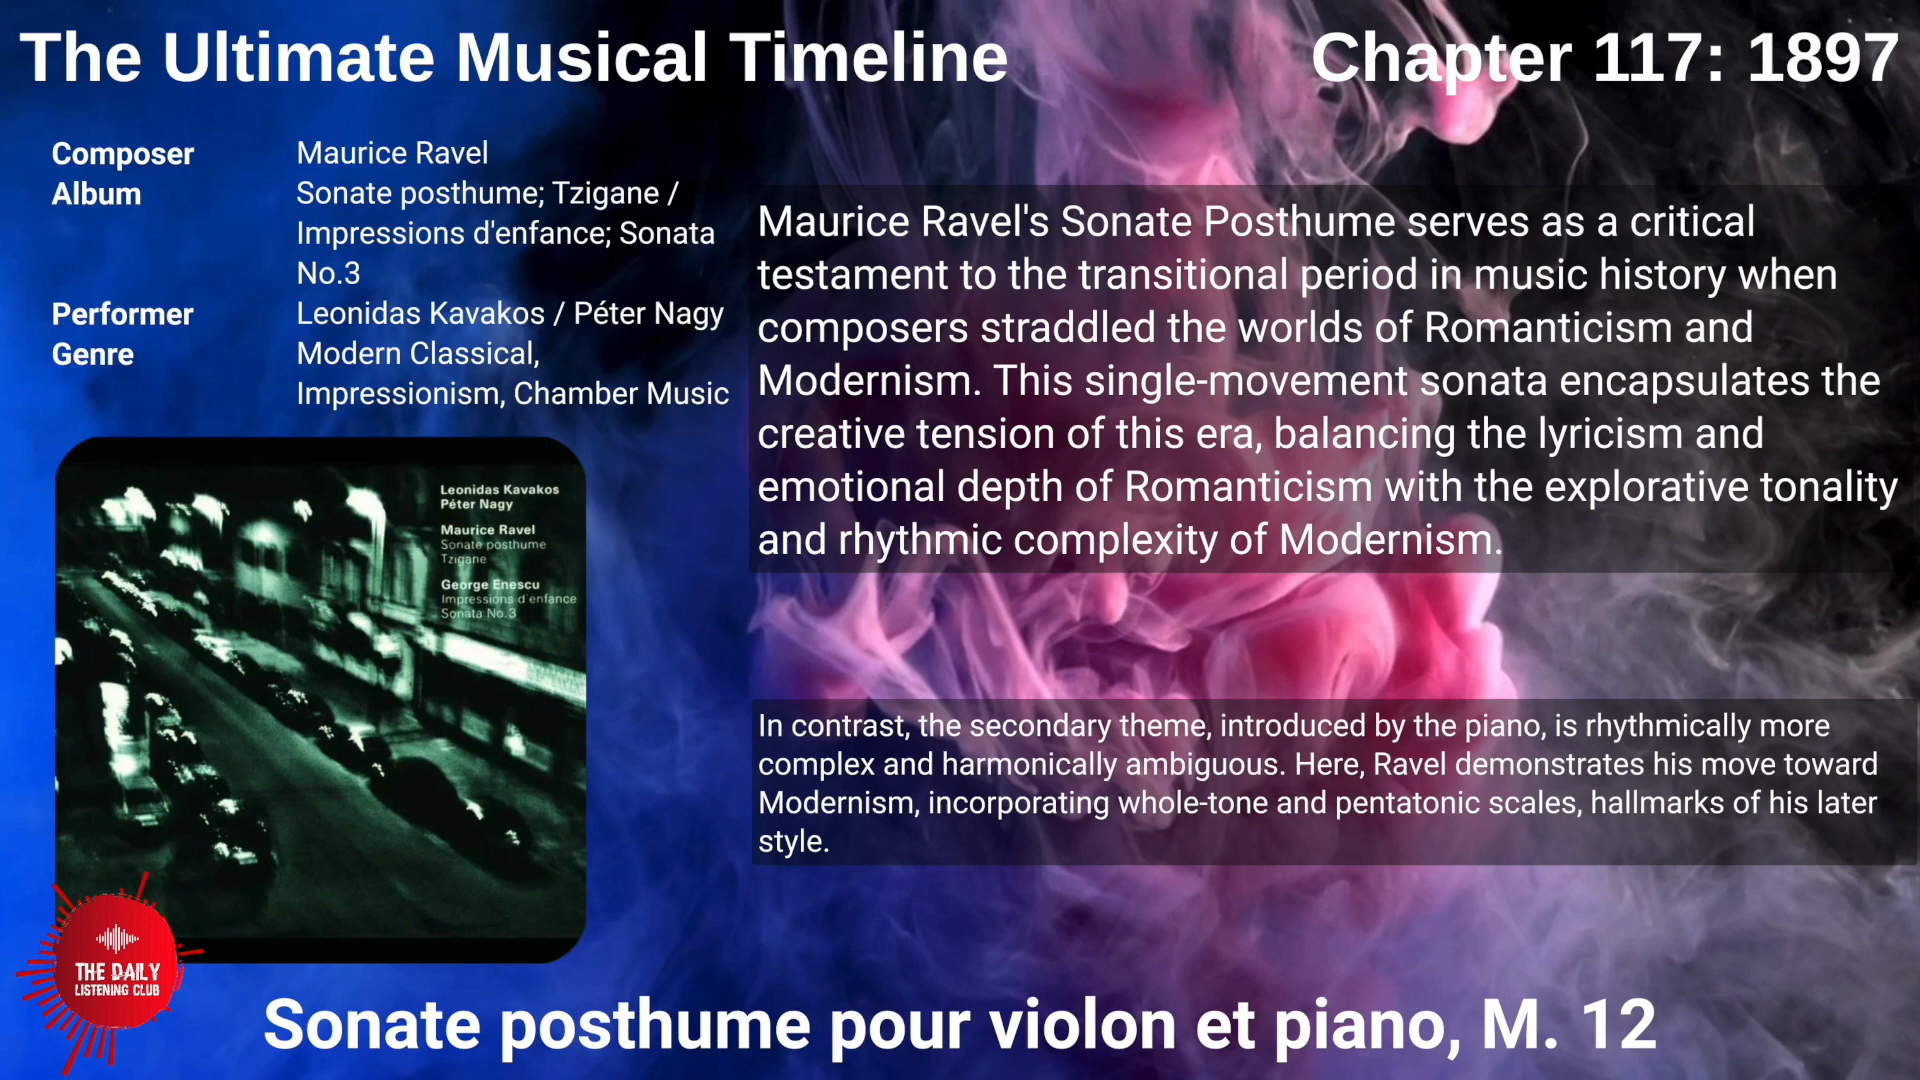 The Ultimate Musical Timeline
Chapter 117: 1897
Composer Maurice Ravel
Album Sonate posthume; Tzigane /
Impressions d'enfance; Sonata
No.3
Performer Leonidas Kavakos / Péter Nagy
Genre Modern Classical,
Impressionism, Chamber Music
Maurice Ravel's Sonate Posthume serves as a critical
testament to the transitional period in music history when
composers straddled the worlds of Romanticism and
Modernism. This single-movement sonata encapsulates the
creative tension of this era, balancing the lyricism and
emotional depth of Romanticism with the explorative tonality
and rhythmic complexity of Modernism.
Leonidas Kavakos
Péter Nagy
Maurice Ravel
Sonate posthume
Tzigane
George Enescu
Impressions d'enfance
Sonata No.3
In contrast, the secondary theme, introduced by the piano, is rhythmically more
complex and harmonically ambiguous. Here, Ravel demonstrates his move toward
Modernism, incorporating whole-tone and pentatonic scales, hallmarks of his later
style.
THE DAILY
LISTENING CLUB
Sonate posthume pour violon et piano, M. 12